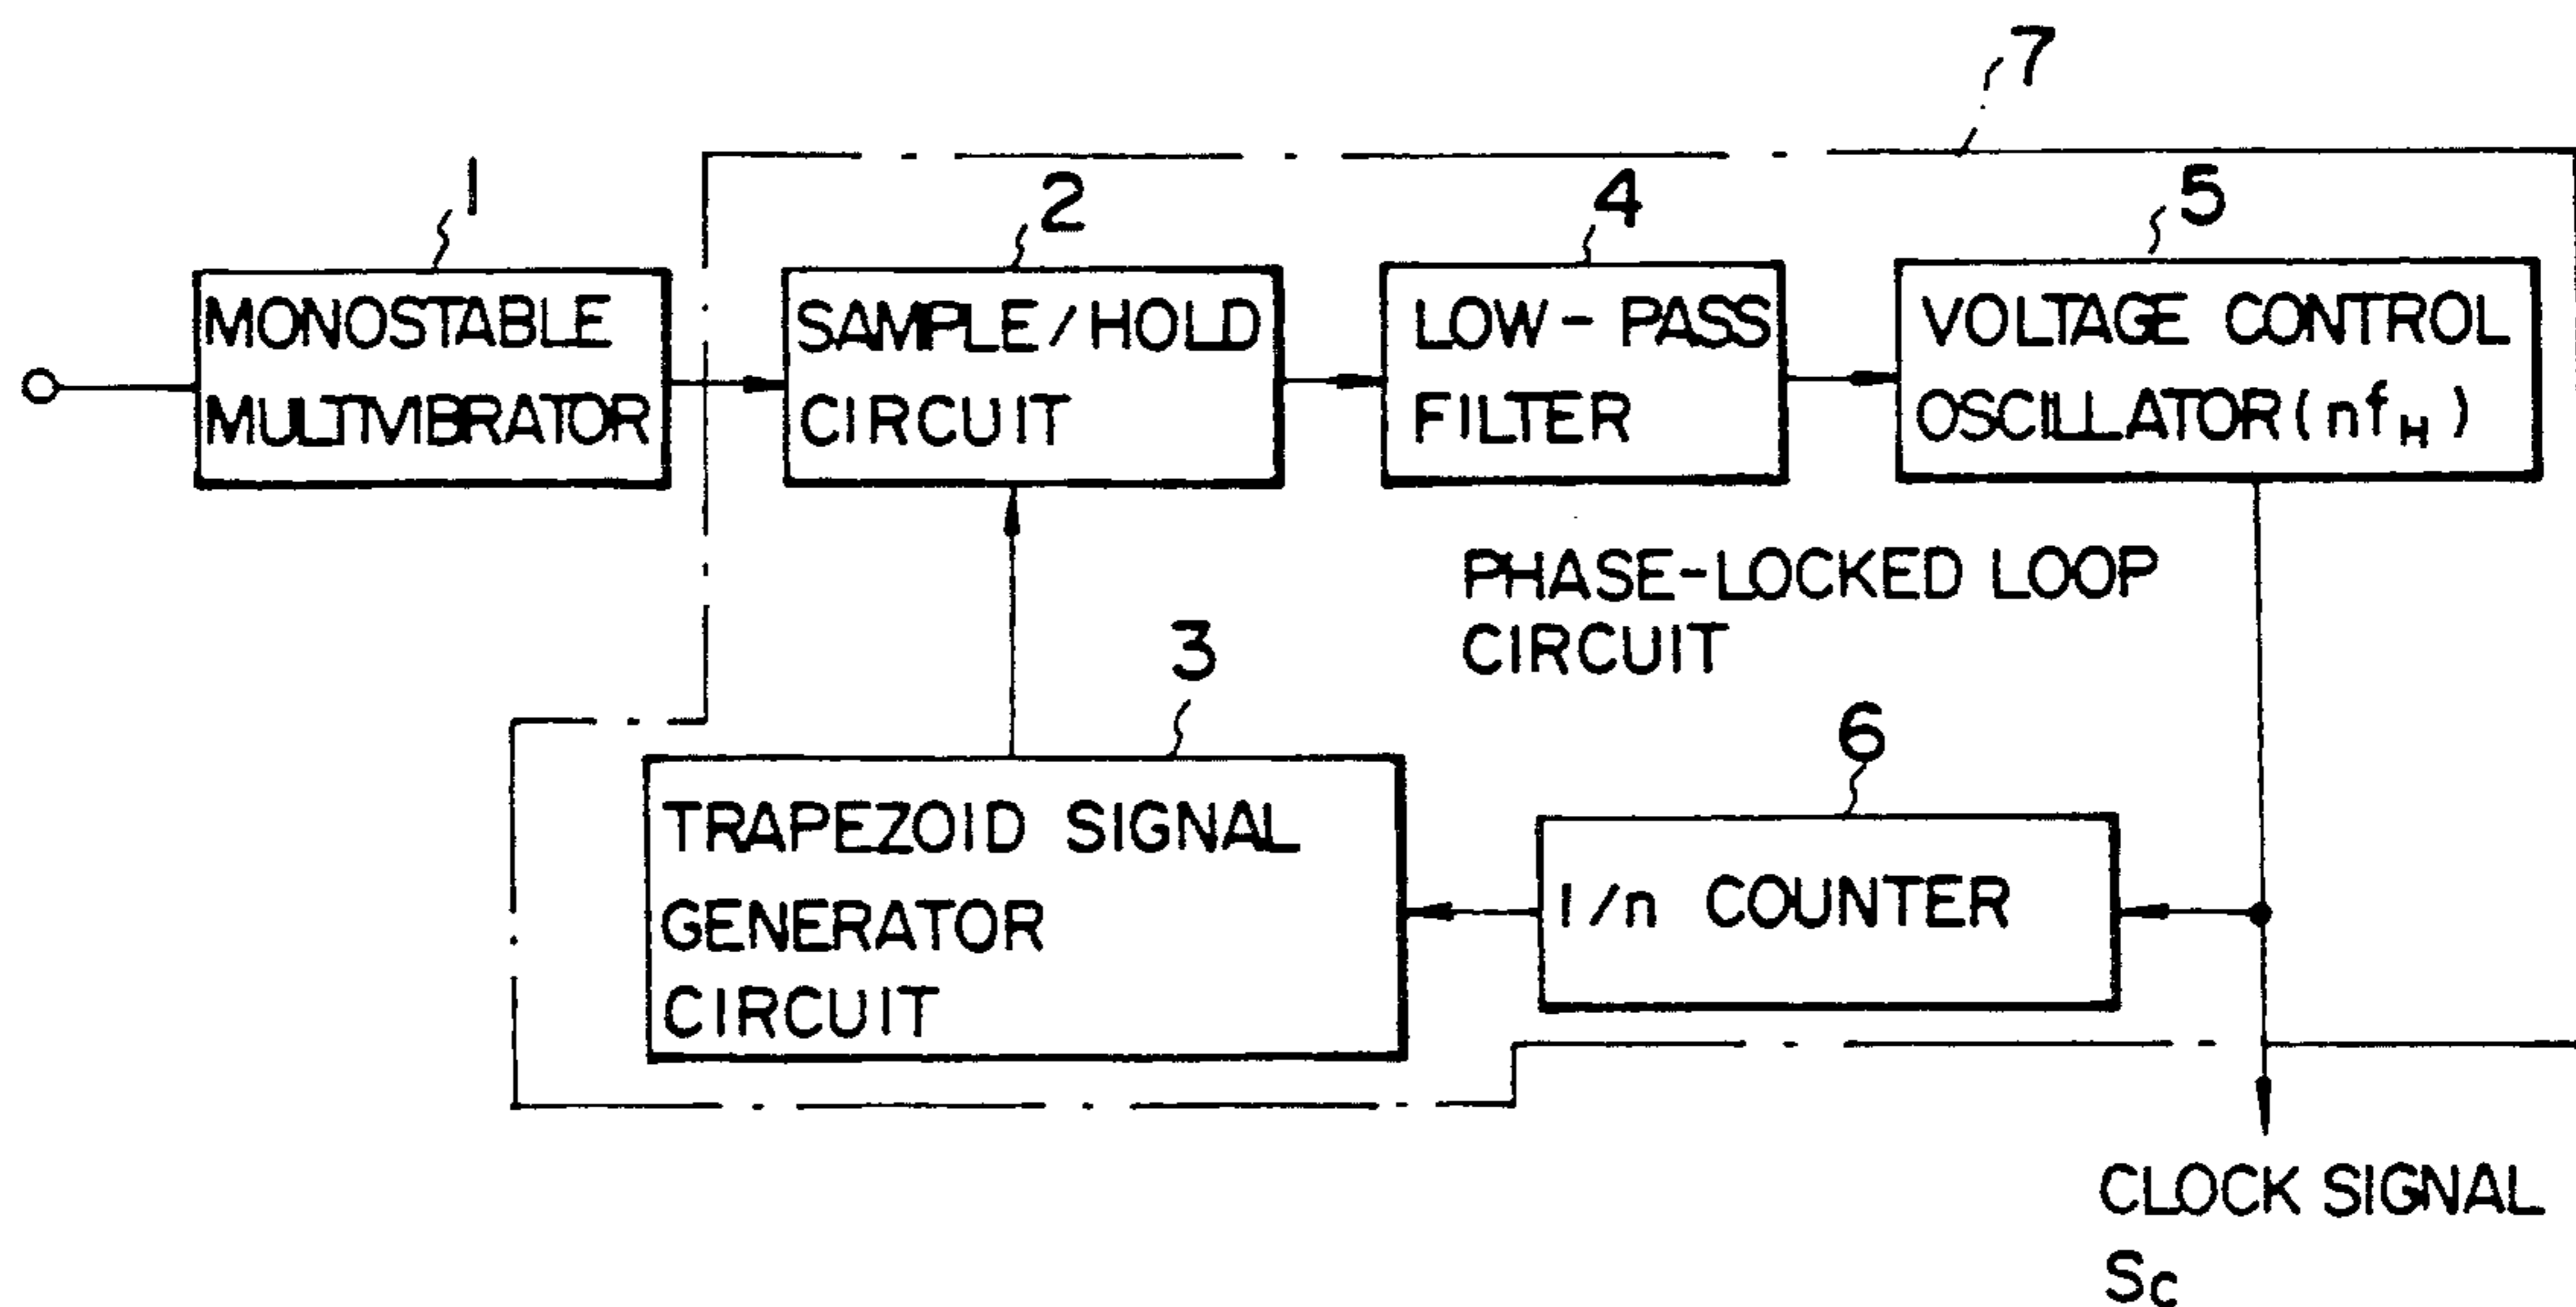 7
1
2
4
5
MONOSTABLE
MULTIVIBRATOR
SAMPLE/HOLD
CIRCUIT
LOW-PASS
FILTER
VOLTAGE CONTROL
OSCILLATOR(nfH)
PHASE-LOCKED LOOP
CIRCUIT
3
6
TRAPEZOID SIGNAL
GENERATOR
CIRCUIT
1/n COUNTER
CLOCK SIGNAL
Sc